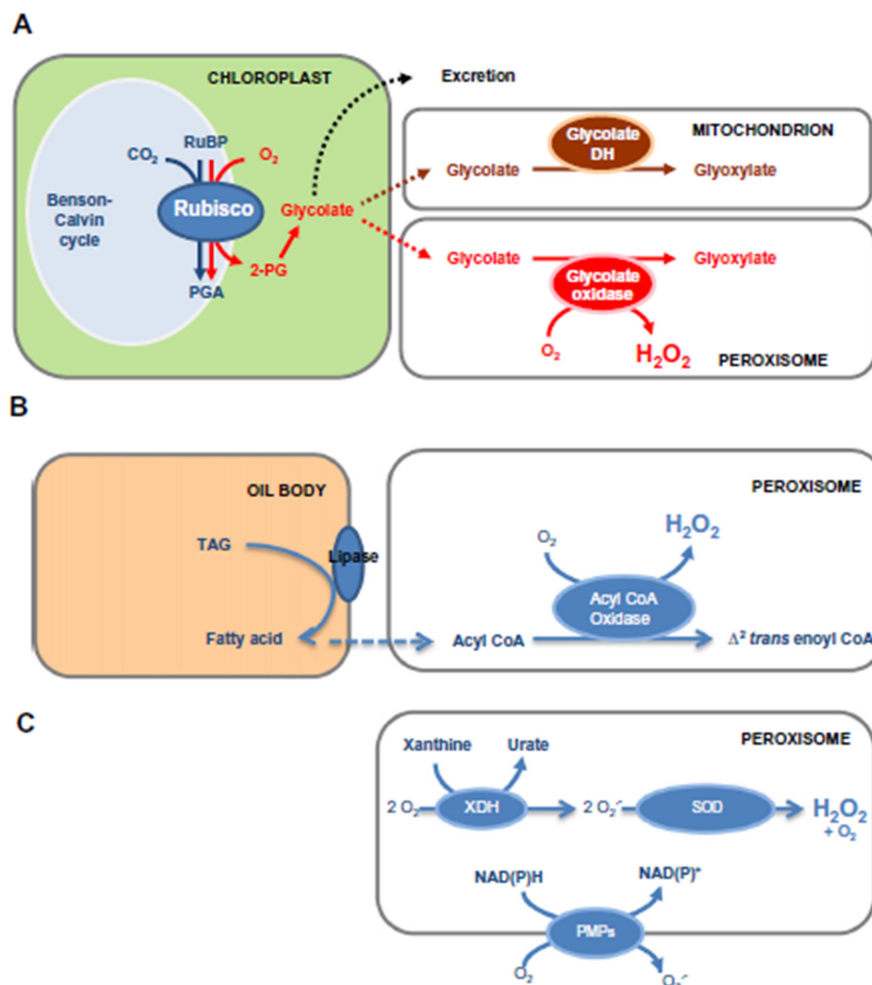 A
CHLOROPLAST
Excretion
MITOCHONDRION
Glycolate
DH
Glycolate
Glyoxylate
CO₂
RuBP
O₂
Benson-
Calvin
cycle
Rubisco
Glycolate
2-PG
PGA
Glycolate
Glyoxylate
Glycolate
oxidase
O₂
H₂O₂
PEROXISOME
B
OIL BODY
TAG
Lipase
Fatty acid
PEROXISOME
O₂
H₂O₂
Acyl CoA
Oxidase
Acyl CoA
Δ² trans enoyl CoA
C
PEROXISOME
Xanthine
Urate
2 O₂
XDH
2 O₂·⁻
SOD
H₂O₂
+ O₂
NAD(P)H
NAD(P)⁺
PMPs
O₂
O₂·⁻